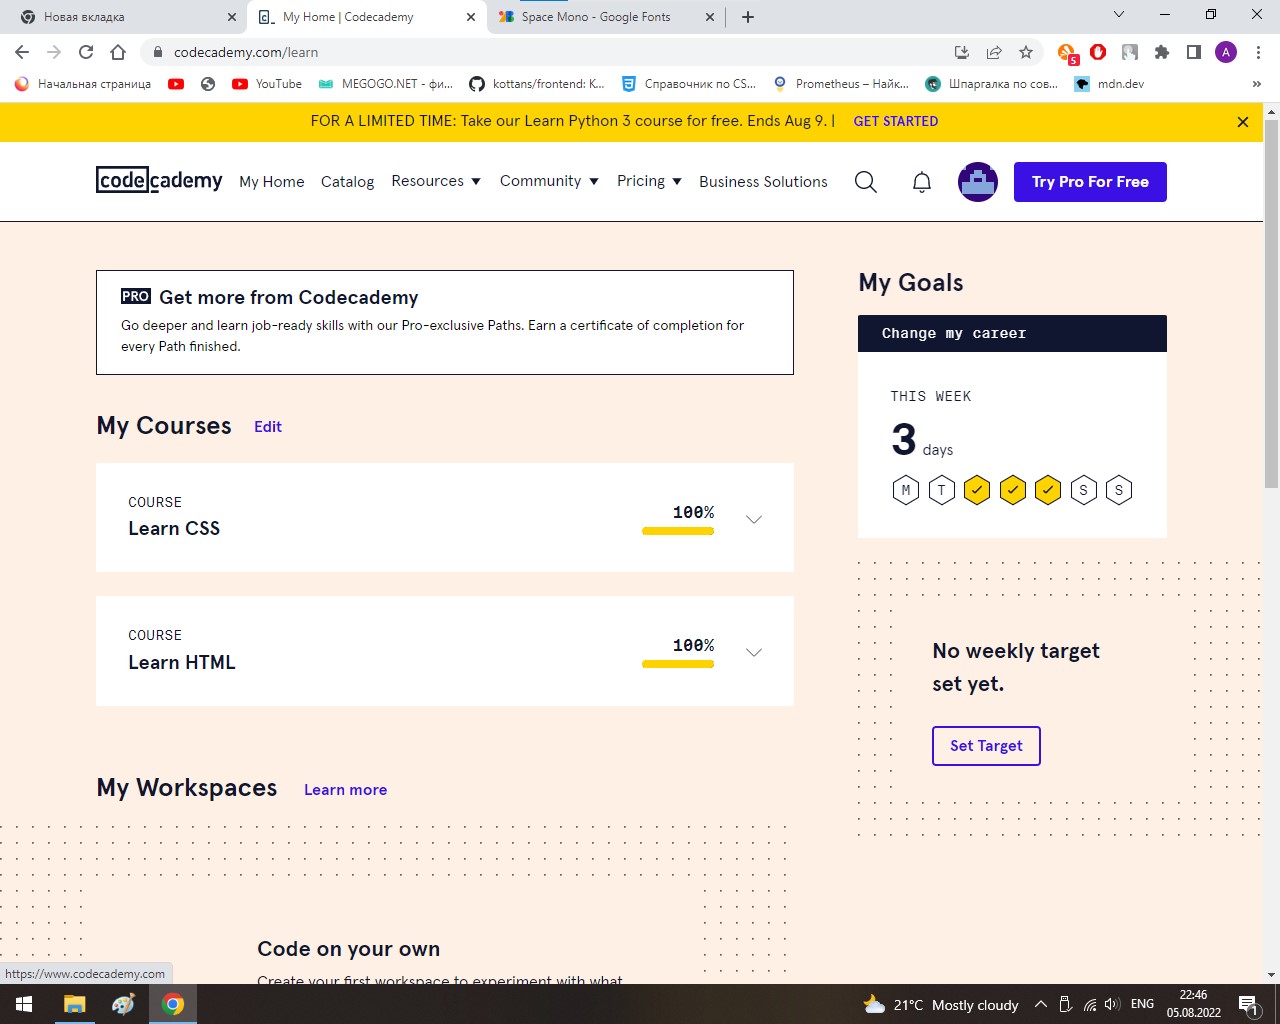 Новая вкладка
My Home | Codecademy
Space Mono - Google Fonts
codecademy.com/learn
5
A
Начальная страница
YouTube
MEGOGO.NET - фи...
kottans/frontend: K...
Справочник по CS...
Prometheus – Найк...
Шпаргалка по сов...
mdn.dev
»
FOR A LIMITED TIME: Take our Learn Python 3 course for free. Ends Aug 9. | GET STARTED
codecademy
My Home
Catalog
Resources
Community
Pricing
Business Solutions
Try Pro For Free
PRO Get more from Codecademy
Go deeper and learn job-ready skills with our Pro-exclusive Paths. Earn a certificate of completion for
every Path finished.
My Courses Edit
COURSE
Learn CSS
100%
COURSE
Learn HTML
100%
My Workspaces Learn more
Code on your own
Create your first workspace to experiment with what
My Goals
Change my career
THIS WEEK
3 days
M T S S
No weekly target
set yet.
Set Target
https://www.codecademy.com
21°C Mostly cloudy
ENG
22:46
05.08.2022
1